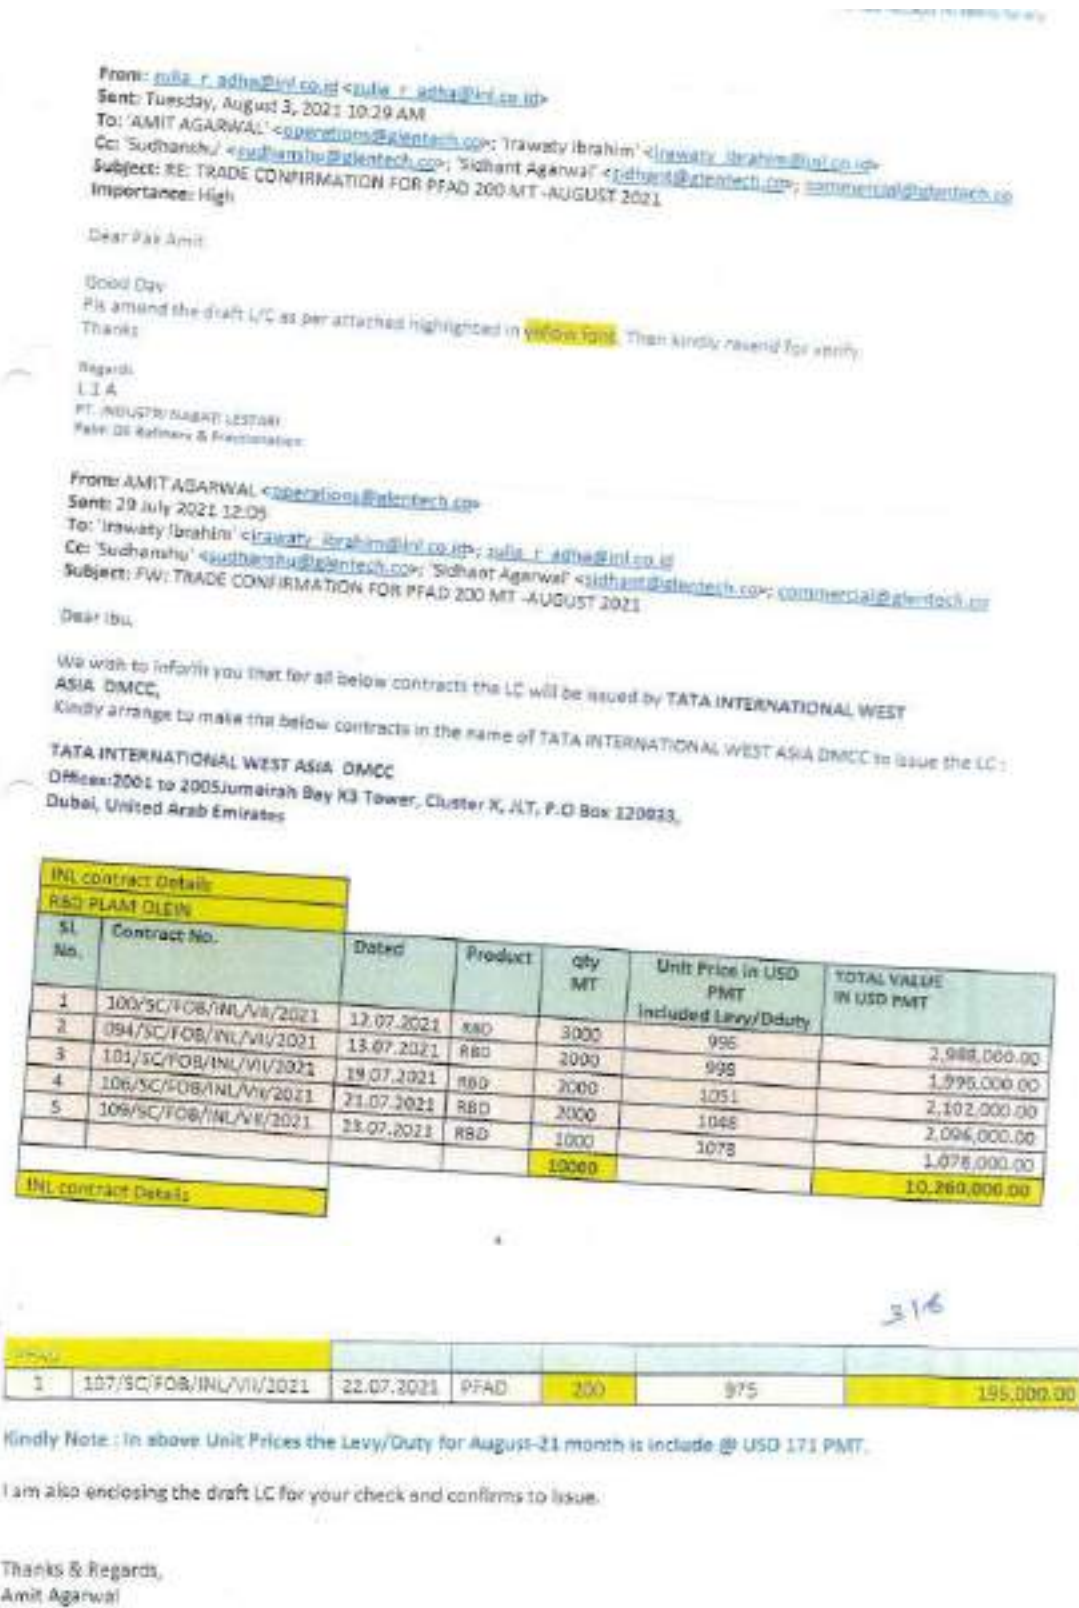 From: zulia_r_adha@inl.co.id <zulia_r_adha@inl.co.id>
Sent: Tuesday, August 3, 2021 10:29 AM
To: 'AMIT AGARWAL' <operations@glentech.co>; 'Irawaty Ibrahim' <irawaty_ibrahim@inl.co.id>
Cc: 'Sudhanshu' <sudhanshu@glentech.co>; 'Sidhant Agarwal' <sidhant@glentech.co>; commercial@glentech.co
Subject: RE: TRADE CONFIRMATION FOR PFAD 200 MT -AUGUST 2021
Importance: High
Dear Pak Amit
Good Day
Pls amend the draft L/C as per attached highlighted in yellow font. Then kindly resend for verify.
Thanks
Regards
L I A
PT. INDUSTRI NABATI LESTARI
Palm Oil Refinery & Fractionation
From: AMIT AGARWAL <operations@glentech.co>
Sent: 29 July 2021 12:05
To: 'Irawaty Ibrahim' <irawaty_ibrahim@inl.co.id>; zulia_r_adha@inl.co.id
Cc: 'Sudhanshu' <sudhanshu@glentech.co>; 'Sidhant Agarwal' <sidhant@glentech.co>; commercial@glentech.co
Subject: FW: TRADE CONFIRMATION FOR PFAD 200 MT -AUGUST 2021
Dear Ibu,
We wish to inform you that for all below contracts the LC will be issued by TATA INTERNATIONAL WEST
ASIA DMCC,
Kindly arrange to make the below contracts in the name of TATA INTERNATIONAL WEST ASIA DMCC to issue the LC :
TATA INTERNATIONAL WEST ASIA DMCC
Offices:2001 to 2005Jumairah Bay X3 Tower, Cluster X, JLT, P.O Box 120933,
Dubai, United Arab Emirates
INL contract Details
RBD PLAM OLEIN
SL No. Contract No. Dated Product qty MT Unit Price in USD PMT Included Levy/Dduty TOTAL VALUE IN USD PMT
1 100/SC/FOB/INL/VII/2021 12.07.2021 RBD 3000 996 2,988,000.00
2 094/SC/FOB/INL/VII/2021 13.07.2021 RBD 2000 998 1,996,000.00
3 101/SC/FOB/INL/VII/2021 19.07.2021 RBD 2000 1051 2,102,000.00
4 106/SC/FOB/INL/VII/2021 21.07.2021 RBD 2000 1048 2,096,000.00
5 109/SC/FOB/INL/VII/2021 23.07.2021 RBD 1000 1078 1,078,000.00
10000 10,260,000.00
INL contract Details
316
PFAD
1 107/SC/FOB/INL/VII/2021 22.07.2021 PFAD 200 975 195,000.00
Kindly Note : In above Unit Prices the Levy/Duty for August-21 month is include @ USD 171 PMT.
I am also enclosing the draft LC for your check and confirms to issue.
Thanks & Regards,
Amit Agarwal